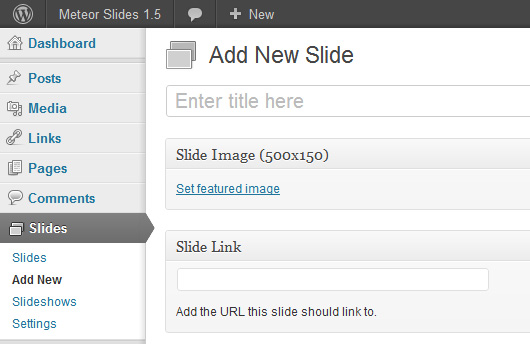 Meteor Slides 1.5 + New
Dashboard
Posts
Media
Links
Pages
Comments
Slides
Slides
Add New
Slideshows
Settings
Add New Slide
Enter title here
Slide Image (500x150)
Set featured image
Slide Link
Add the URL this slide should link to.